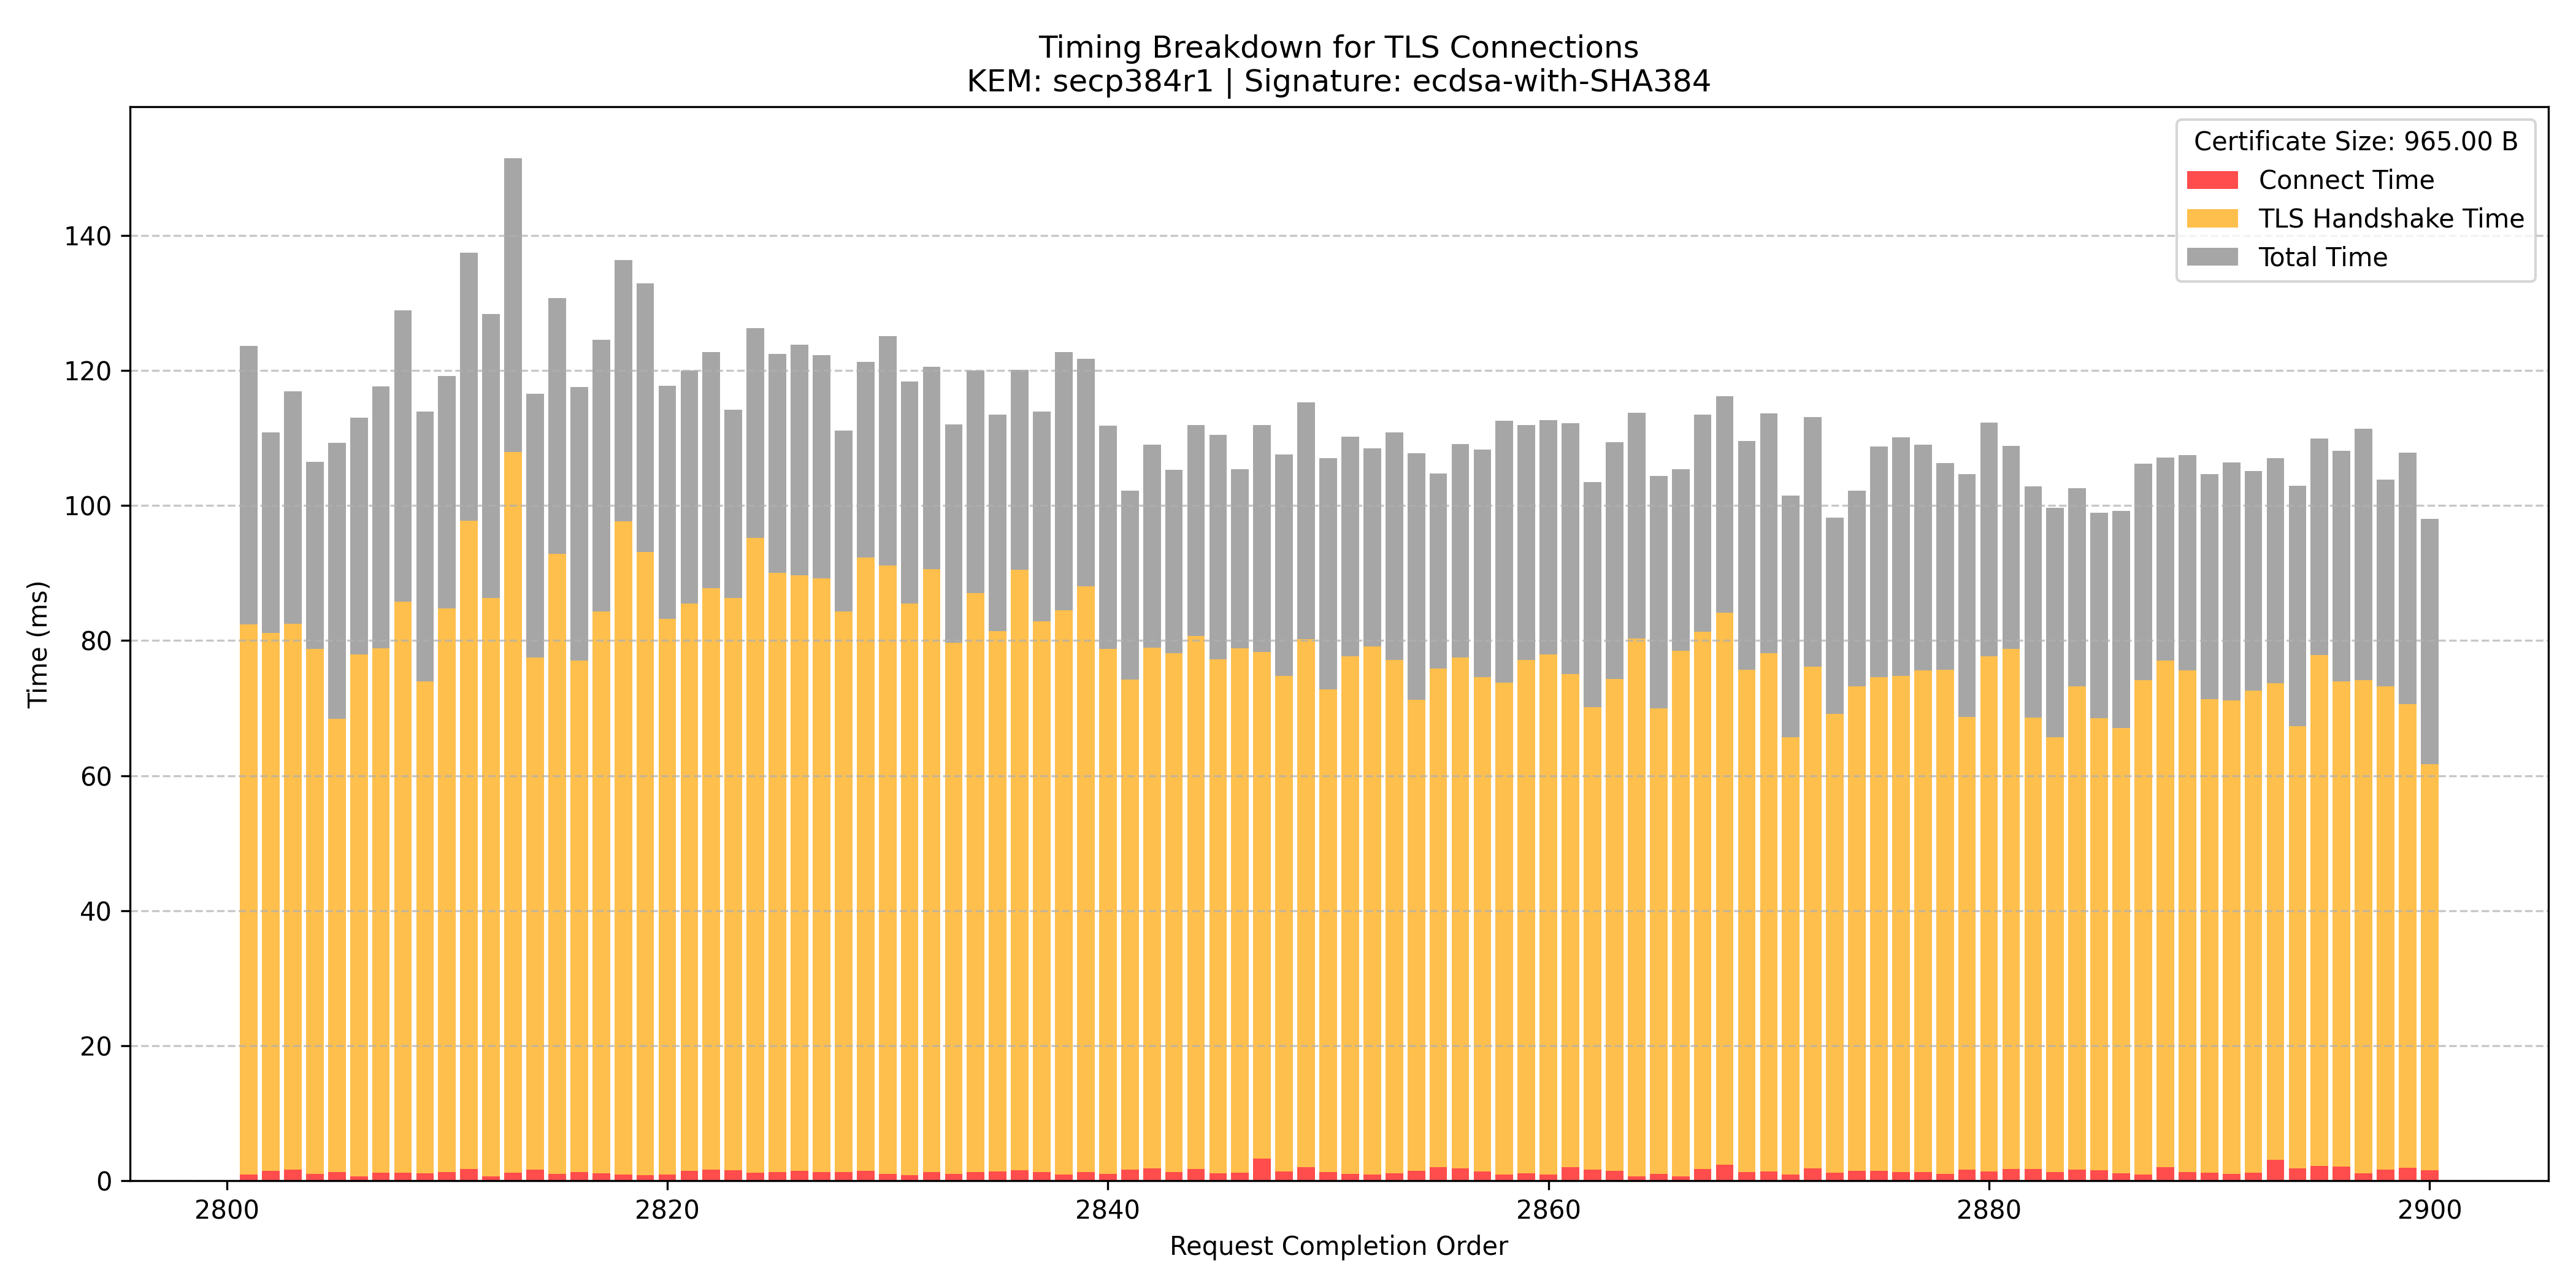 Timing Breakdown for TLS Connections
KEM: secp384r1 | Signature: ecdsa-with-SHA384
Certificate Size: 965.00 B
Connect Time
TLS Handshake Time
Total Time
Time (ms)
140
120
100
80
60
40
20
0
2800
2820
2840
2860
2880
2900
Request Completion Order